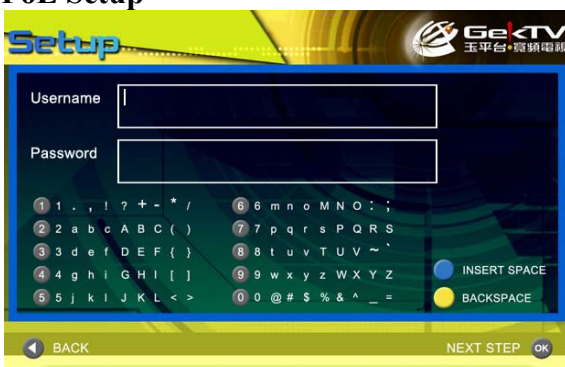 PoE Setup
Setup
GekTV
玉平台•寬頻電視
Username
Password
1 1 . , ! ? + - * /
2 2 a b c A B C ( )
3 3 d e f D E F { }
4 4 g h i G H I [ ]
5 5 j k l J K L < >
6 6 m n o M N O : ;
7 7 p q r s P Q R S
8 8 t u v T U V ~ `
9 9 w x y z W X Y Z
0 0 @ # $ % & ^ _ =
INSERT SPACE
BACKSPACE
BACK
NEXT STEP OK